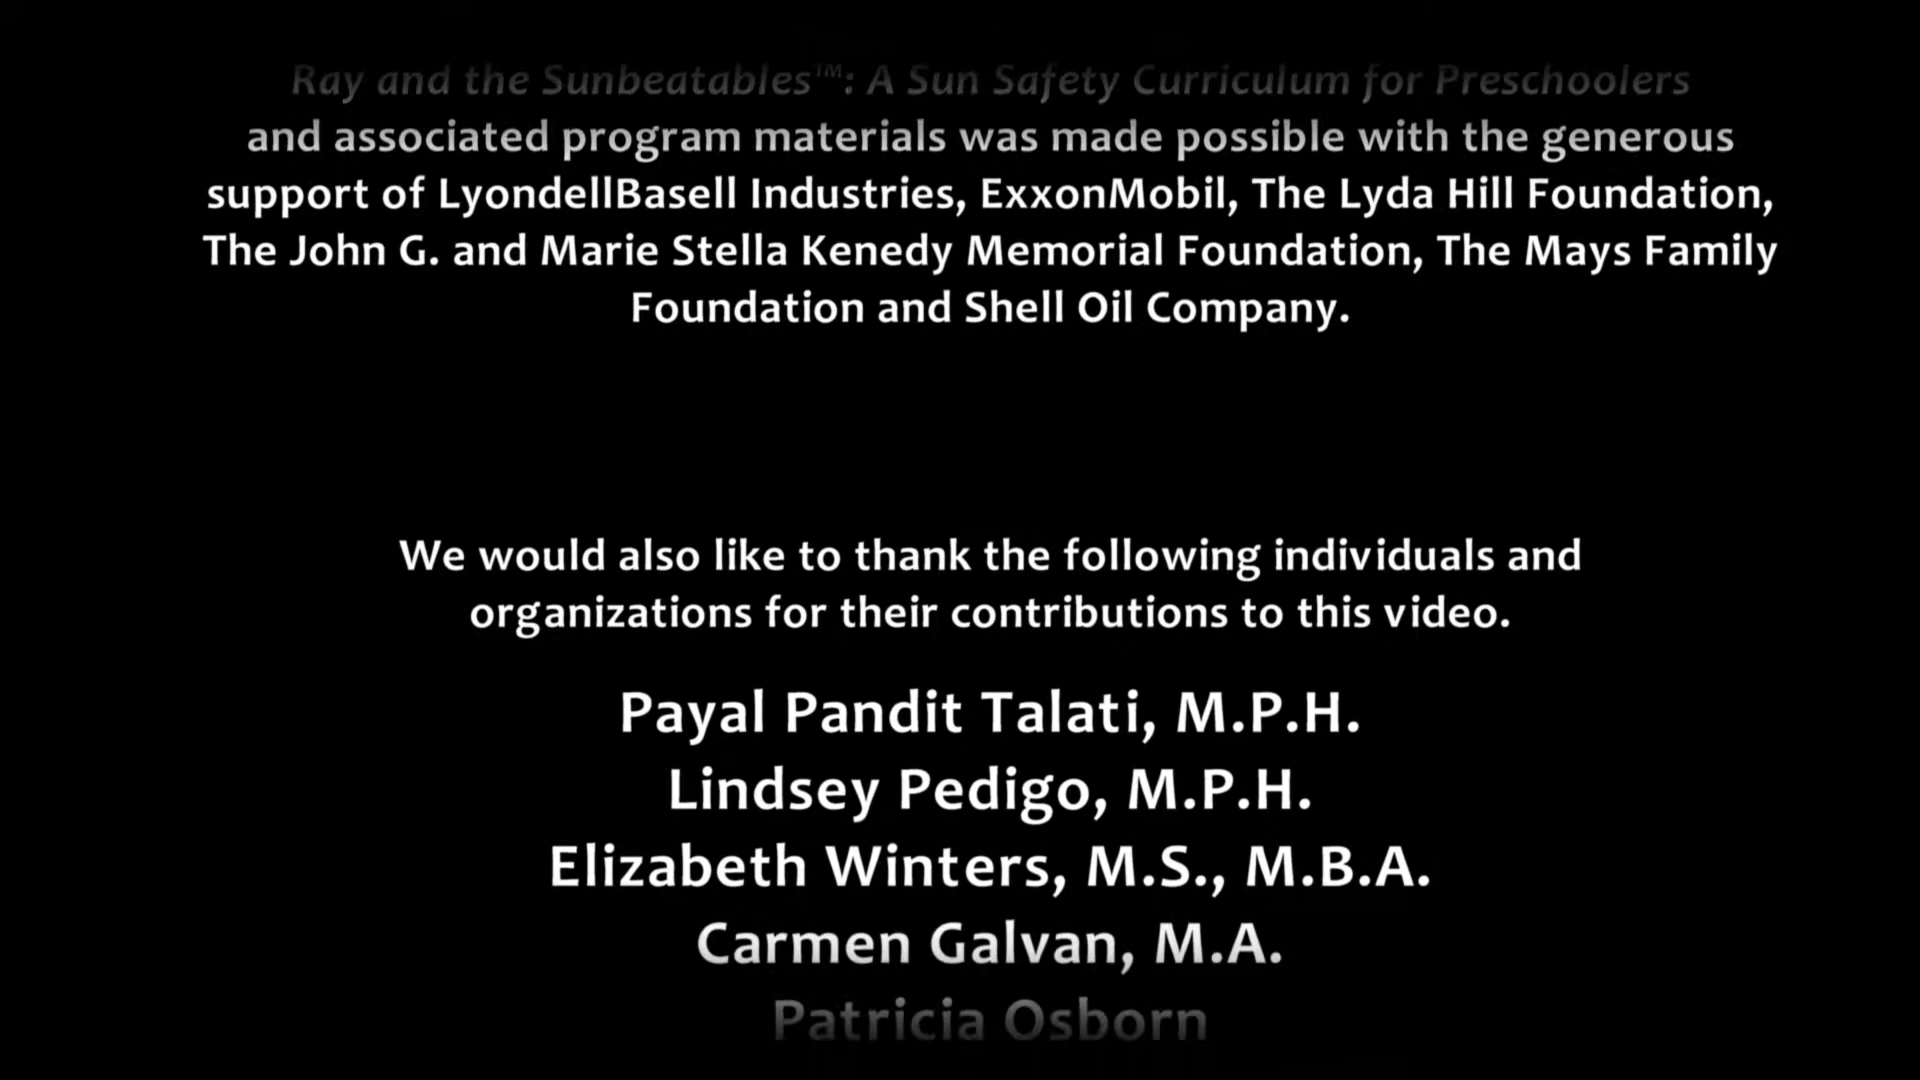 Ray and the Sunbeatables™: A Sun Safety Curriculum for Preschoolers
and associated program materials was made possible with the generous
support of LyondellBasell Industries, ExxonMobil, The Lyda Hill Foundation,
The John G. and Marie Stella Kenedy Memorial Foundation, The Mays Family
Foundation and Shell Oil Company.
We would also like to thank the following individuals and
organizations for their contributions to this video.
Payal Pandit Talati, M.P.H.
Lindsey Pedigo, M.P.H.
Elizabeth Winters, M.S., M.B.A.
Carmen Galvan, M.A.
Patricia Osborn